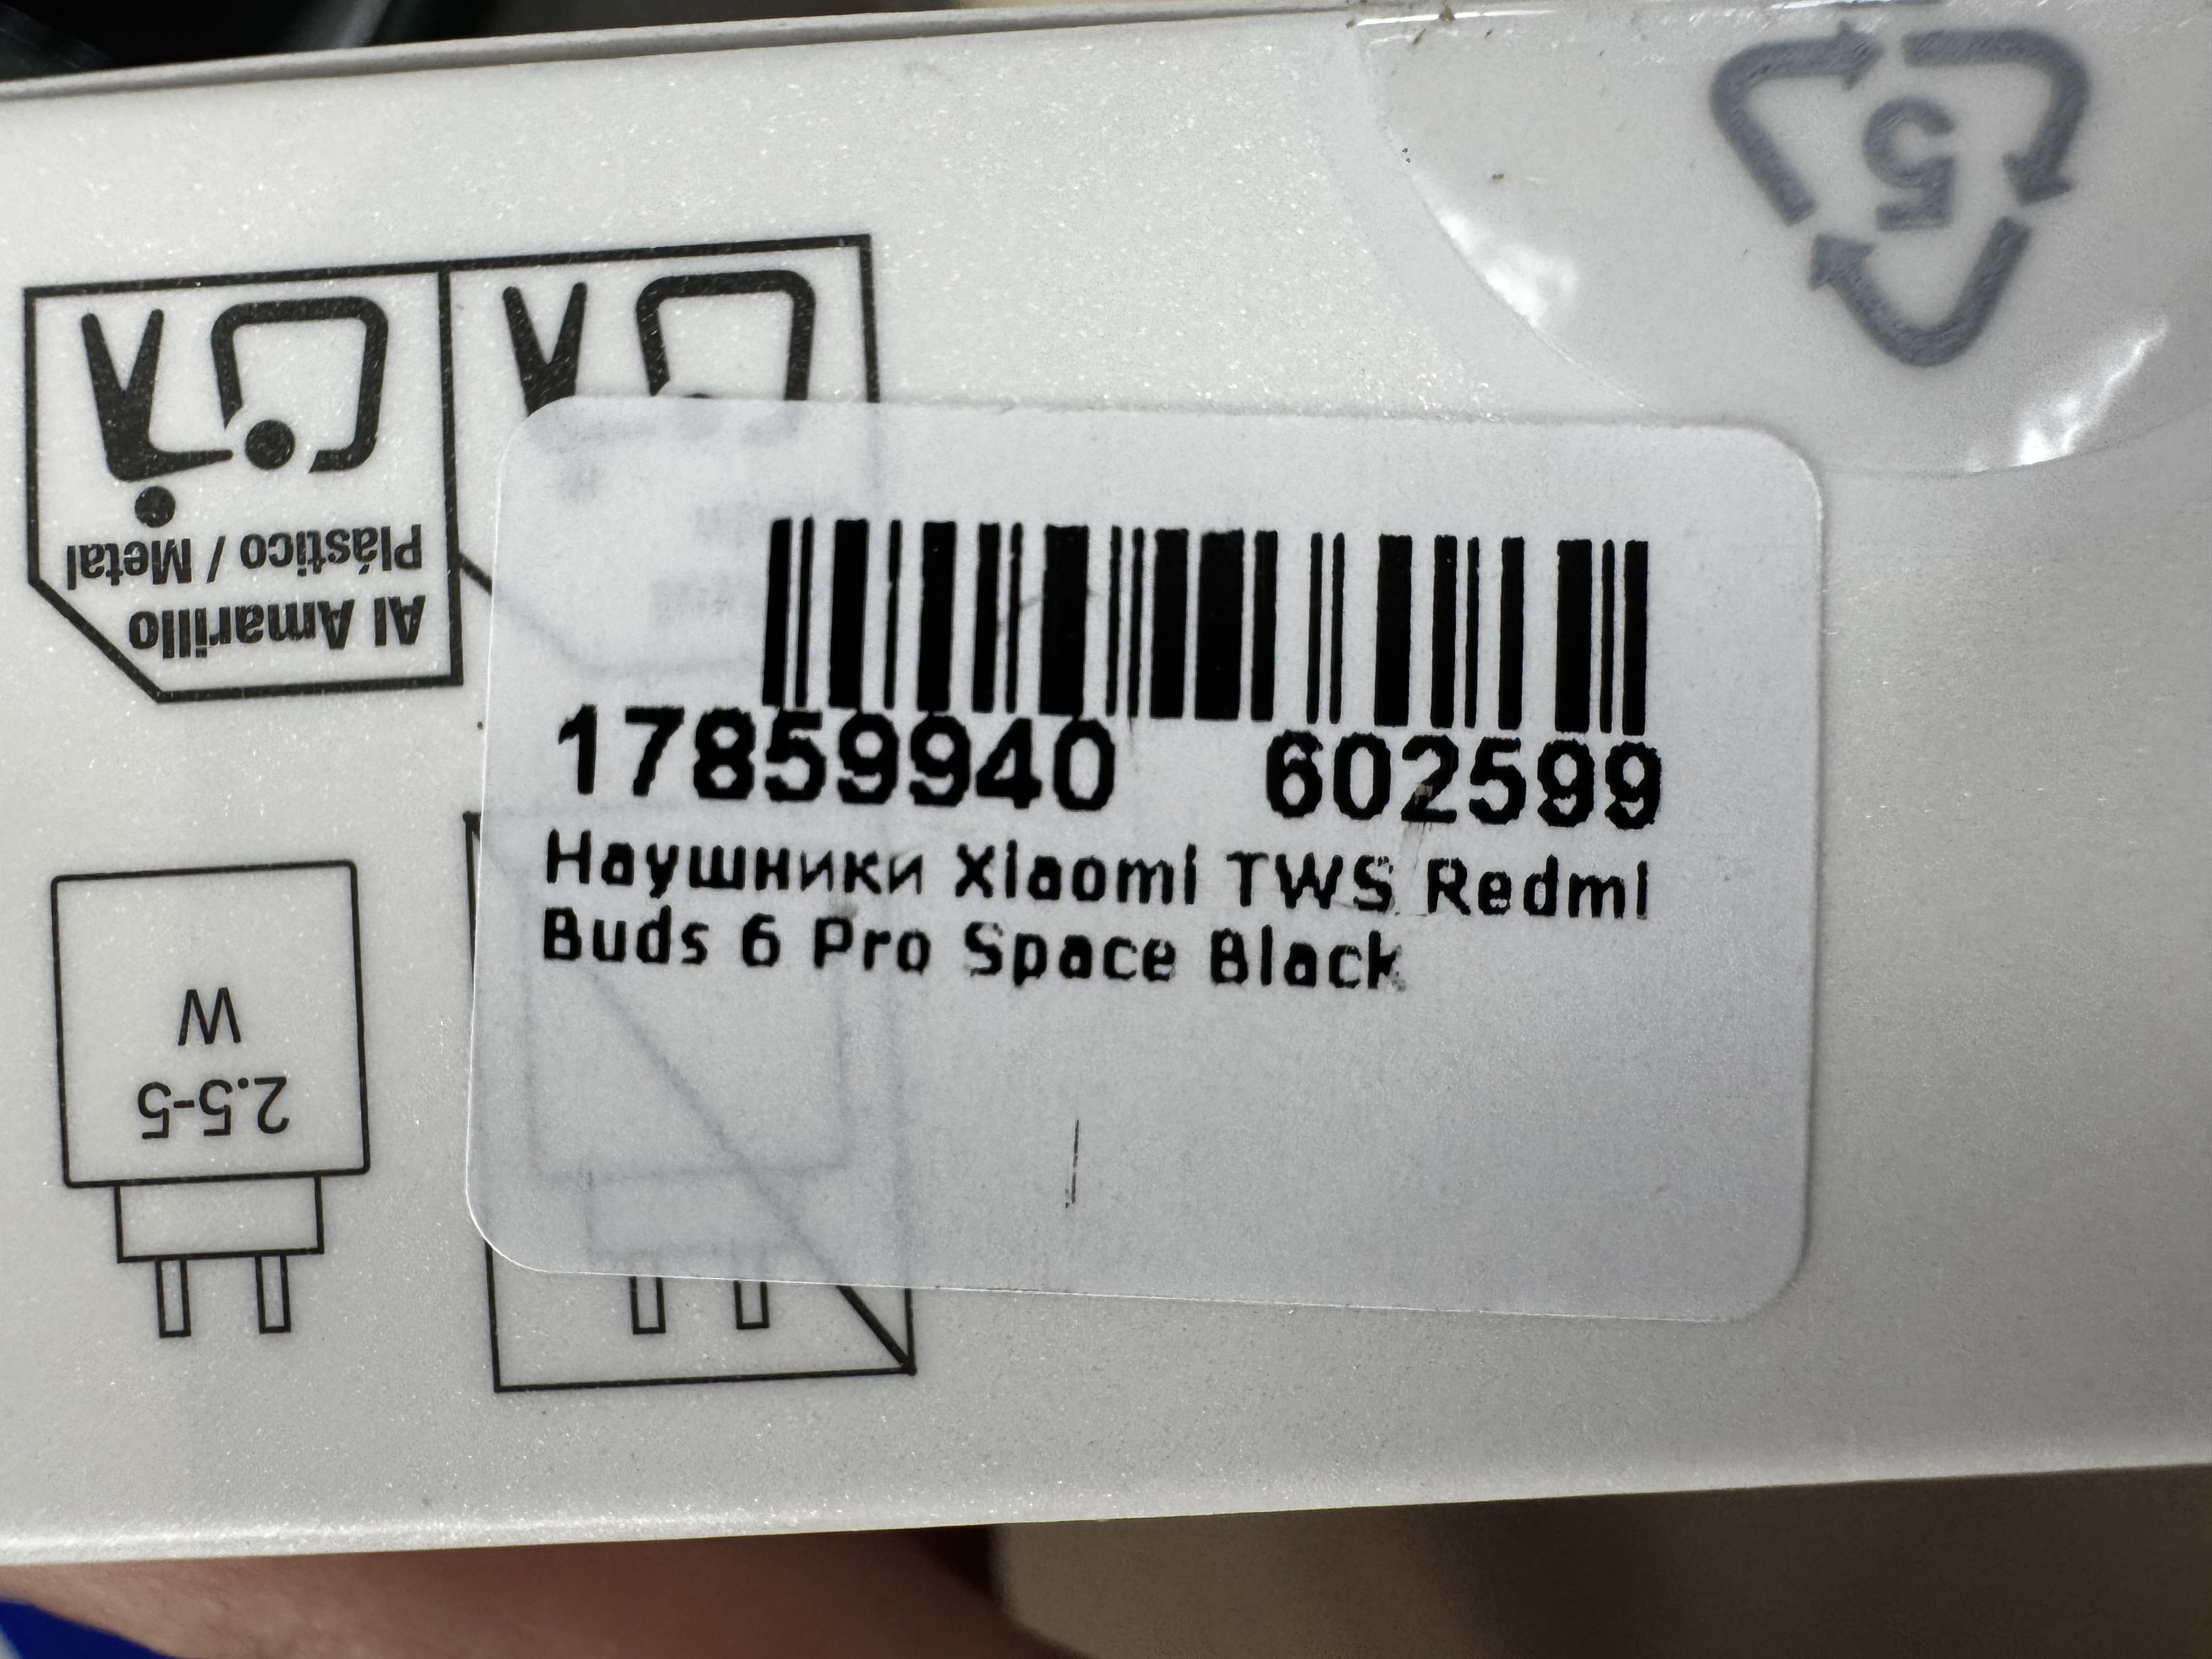 5
Plástico / Metal
Al Amarillo
17859940 602599
Наушники Xiaomi TWS Redmi
Buds 6 Pro Space Black
2.5-5
W